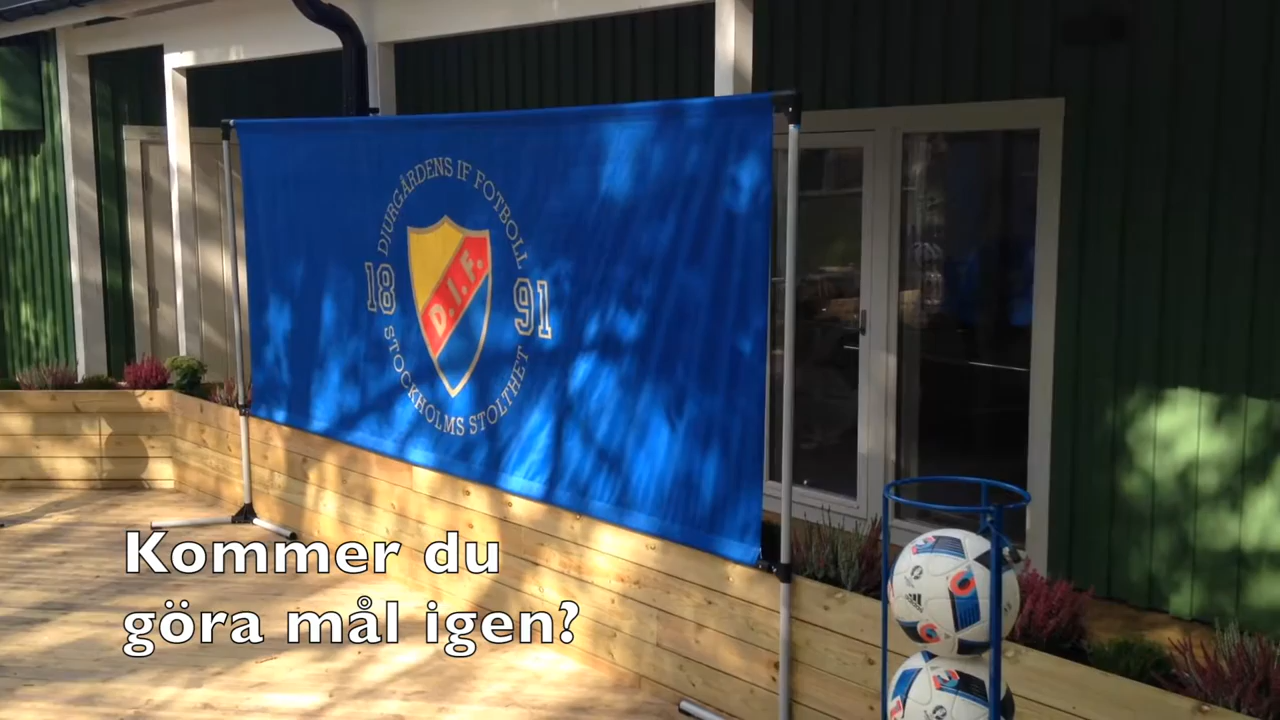 DJURGÅRDENS IF FOTBOLL
18 91
D.I.F.
STOCKHOLMS STOLTHET
Kommer du
göra mål igen?